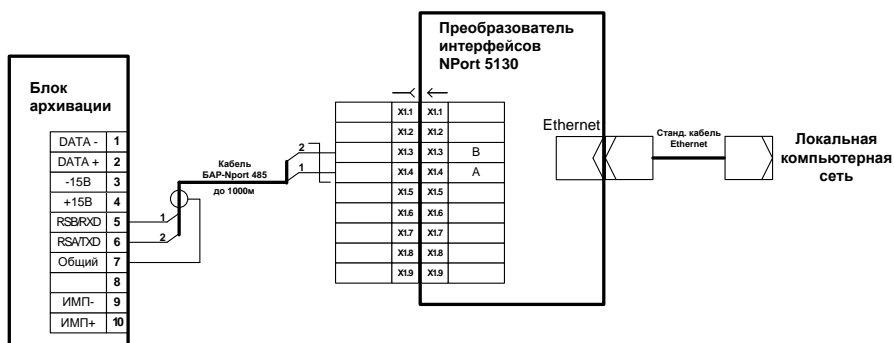 Преобразователь
интерфейсов
NPort 5130
Блок
архивации
DATA - 1
DATA + 2
-15В 3
+15В 4
RSB/RXD 5
RSA/TXD 6
Общий 7
8
ИМП- 9
ИМП+ 10
1
2
Кабель
БАР-Nport 485
до 1000м
2
1
X1.1 X1.1
X1.2 X1.2
X1.3 X1.3 B
X1.4 X1.4 A
X1.5 X1.5
X1.6 X1.6
X1.7 X1.7
X1.8 X1.8
X1.9 X1.9
Ethernet
Станд. кабель
Ethernet
Локальная
компьютерная
сеть